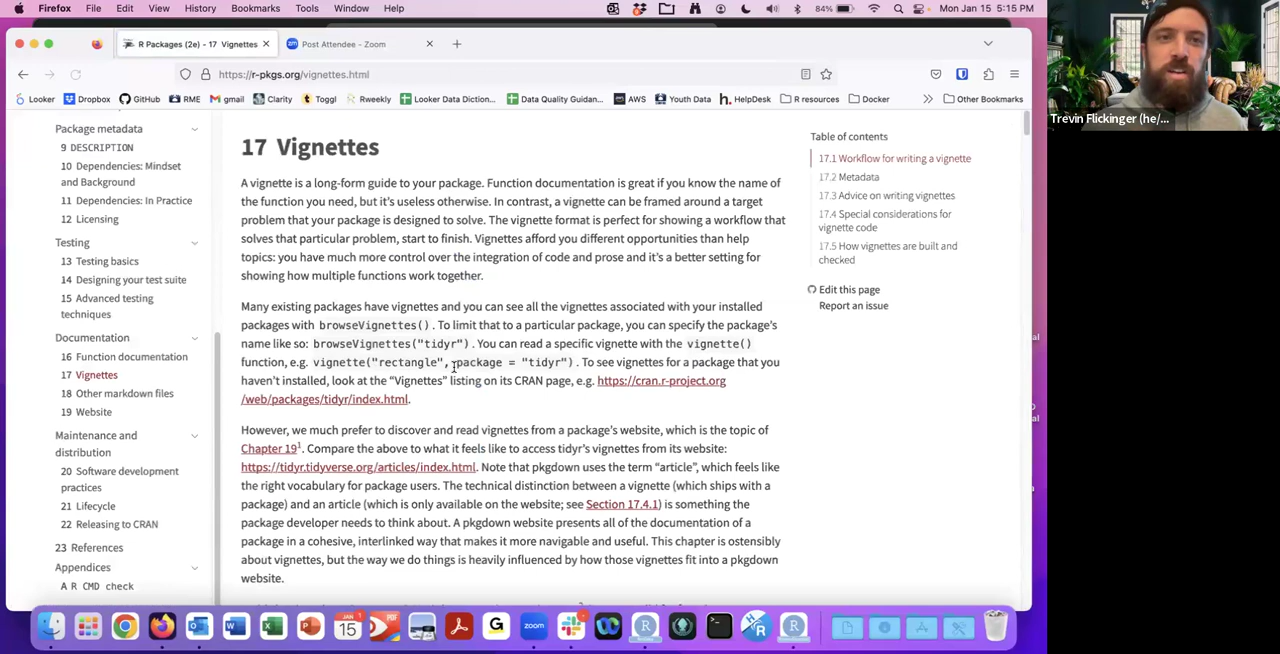 Firefox File Edit View History Bookmarks Tools Window Help 84% Mon Jan 15 5:15 PM
R Packages (2e) - 17 Vignettes Post Attendee - Zoom
https://r-pkgs.org/vignettes.html
Looker Dropbox GitHub RME gmail Clarity Toggl Rweekly Looker Data Diction... Data Quality Guidan... AWS Youth Data HelpDesk R resources Docker Other Bookmarks
Package metadata
9 DESCRIPTION
10 Dependencies: Mindset
and Background
11 Dependencies: In Practice
12 Licensing
Testing
13 Testing basics
14 Designing your test suite
15 Advanced testing
techniques
Documentation
16 Function documentation
17 Vignettes
18 Other markdown files
19 Website
Maintenance and
distribution
20 Software development
practices
21 Lifecycle
22 Releasing to CRAN
23 References
Appendices
A R CMD check
17 Vignettes
A vignette is a long-form guide to your package. Function documentation is great if you know the name of
the function you need, but it's useless otherwise. In contrast, a vignette can be framed around a target
problem that your package is designed to solve. The vignette format is perfect for showing a workflow that
solves that particular problem, start to finish. Vignettes afford you different opportunities than help
topics: you have much more control over the integration of code and prose and it's a better setting for
showing how multiple functions work together.
Many existing packages have vignettes and you can see all the vignettes associated with your installed
packages with browseVignettes(). To limit that to a particular package, you can specify the package's
name like so: browseVignettes("tidyr"). You can read a specific vignette with the vignette()
function, e.g. vignette("rectangle", package = "tidyr"). To see vignettes for a package that you
haven't installed, look at the "Vignettes" listing on its CRAN page, e.g. https://cran.r-project.org
/web/packages/tidyr/index.html.
However, we much prefer to discover and read vignettes from a package's website, which is the topic of
Chapter 19¹. Compare the above to what it feels like to access tidyr's vignettes from its website:
https://tidyr.tidyverse.org/articles/index.html. Note that pkgdown uses the term "article", which feels like
the right vocabulary for package users. The technical distinction between a vignette (which ships with a
package) and an article (which is only available on the website; see Section 17.4.1) is something the
package developer needs to think about. A pkgdown website presents all of the documentation of a
package in a cohesive, interlinked way that makes it more navigable and useful. This chapter is ostensibly
about vignettes, but the way we do things is heavily influenced by how those vignettes fit into a pkgdown
website.
Table of contents
17.1 Workflow for writing a vignette
17.2 Metadata
17.3 Advice on writing vignettes
17.4 Special considerations for
vignette code
17.5 How vignettes are built and
checked
Edit this page
Report an issue
Trevin Flickinger (he/...
JAN
15
zoom